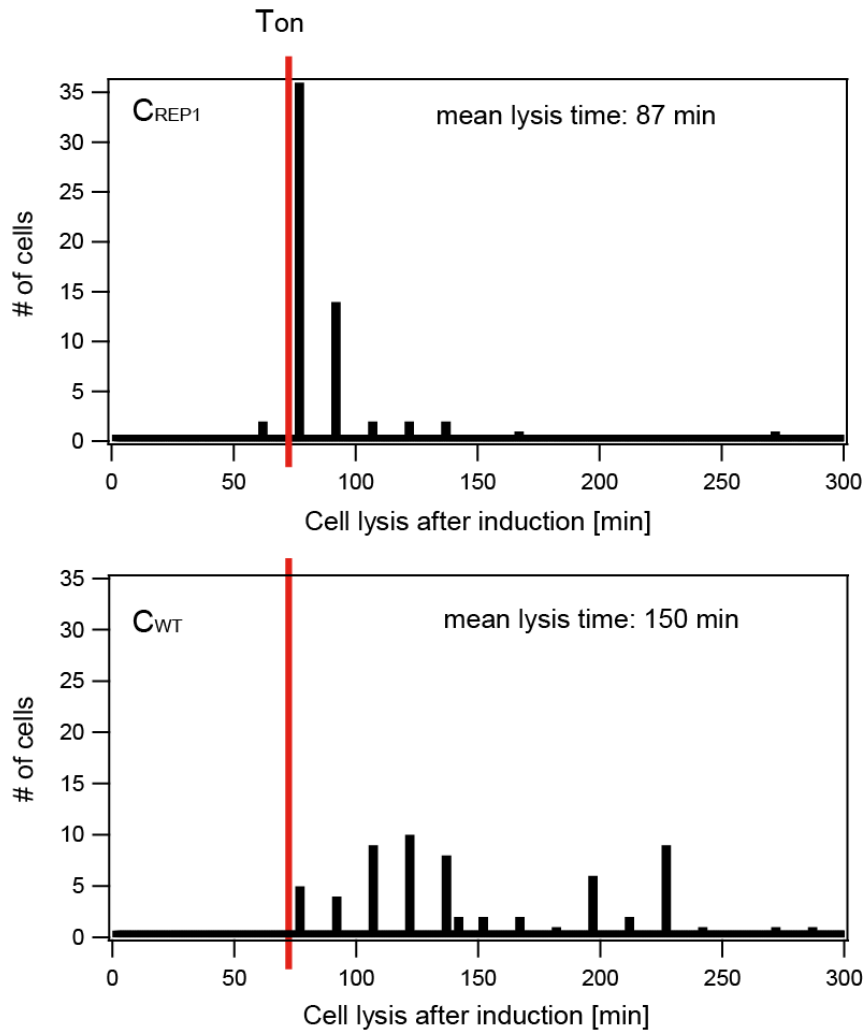 Ton
CREP1
mean lysis time: 87 min
# of cells
35
30
25
20
15
10
5
0
0 50 100 150 200 250 300
Cell lysis after induction [min]
CWT
mean lysis time: 150 min
# of cells
35
30
25
20
15
10
5
0
0 50 100 150 200 250 300
Cell lysis after induction [min]